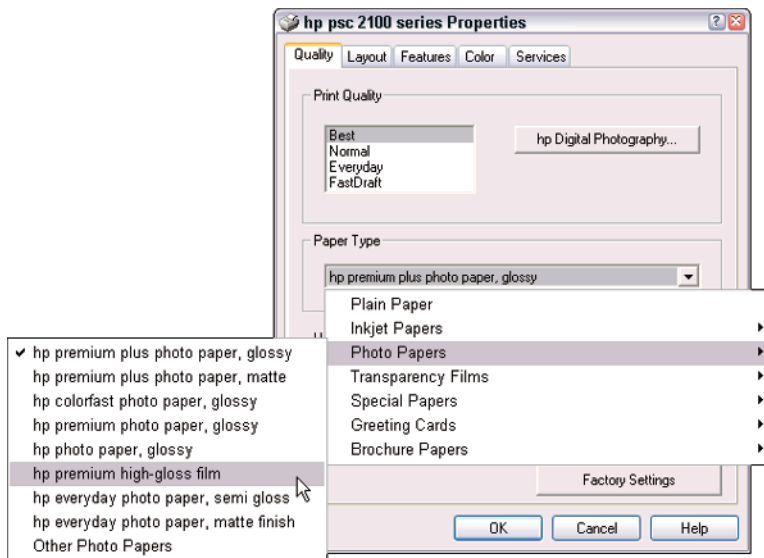 hp psc 2100 series Properties
Quality Layout Features Color Services
Print Quality
Best
Normal
Everyday
FastDraft
hp Digital Photography...
Paper Type
hp premium plus photo paper, glossy
Plain Paper
Inkjet Papers
Photo Papers
Transparency Films
Special Papers
Greeting Cards
Brochure Papers
hp premium plus photo paper, glossy
hp premium plus photo paper, matte
hp colorfast photo paper, glossy
hp premium photo paper, glossy
hp photo paper, glossy
hp premium high-gloss film
hp everyday photo paper, semi gloss
hp everyday photo paper, matte finish
Other Photo Papers
Factory Settings
OK Cancel Help